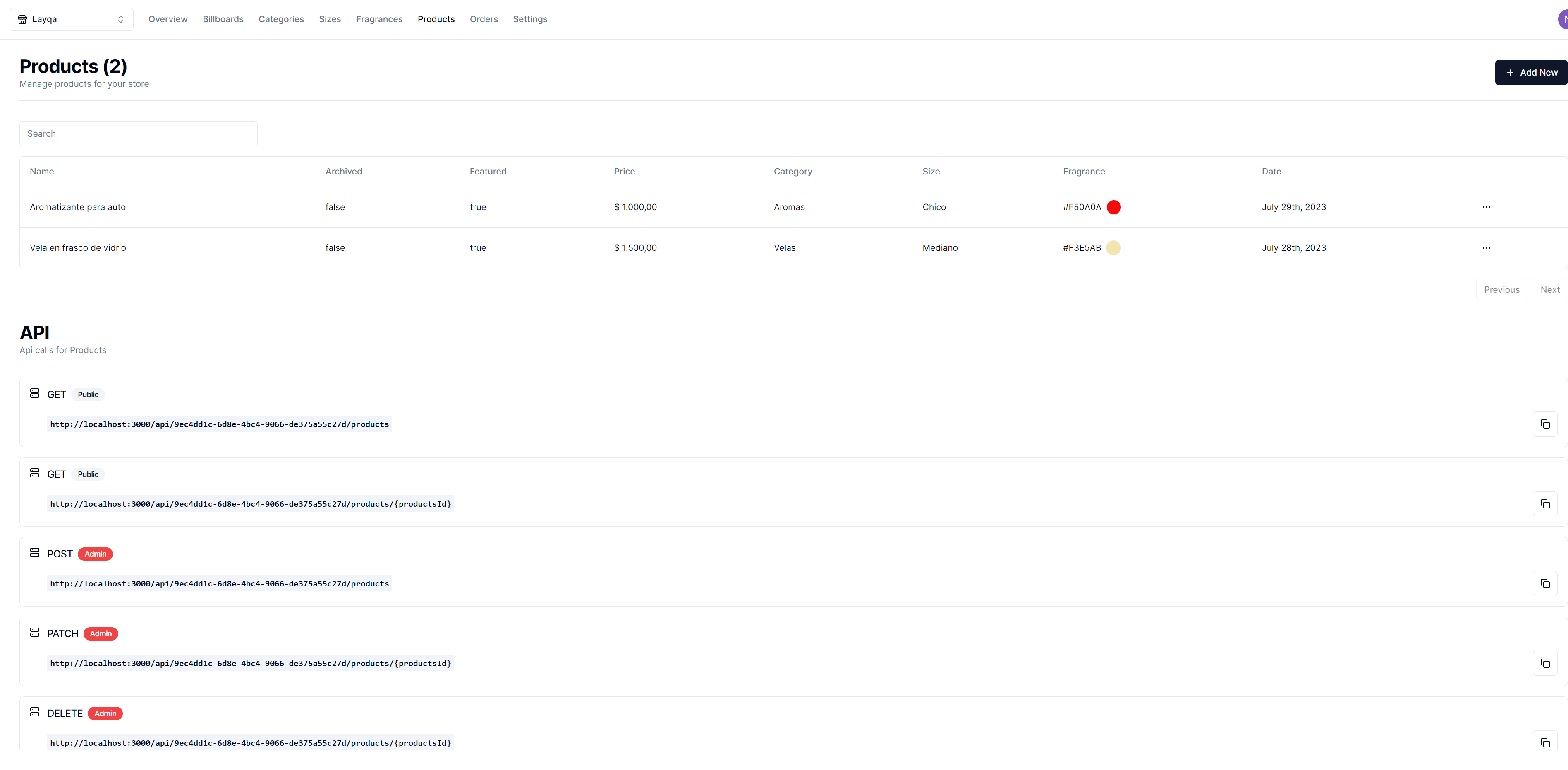 Layqa Overview Billboards Categories Sizes Fragrances Products Orders Settings
Products (2)
Manage products for your store
+ Add New
Search
Name Archived Featured Price Category Size Fragrance Date
Aromatizante para auto false true $ 1.000,00 Aromas Chico #F50A0A July 29th, 2023 ...
Vela en frasco de vidrio false true $ 1.500,00 Velas Mediano #F3E5AB July 28th, 2023 ...
Previous Next
API
Api calls for Products
GET Public
http://localhost:3000/api/9ec4dd1c-6d8e-4bc4-9066-de375a55c27d/products
GET Public
http://localhost:3000/api/9ec4dd1c-6d8e-4bc4-9066-de375a55c27d/products/{productsId}
POST Admin
http://localhost:3000/api/9ec4dd1c-6d8e-4bc4-9066-de375a55c27d/products
PATCH Admin
http://localhost:3000/api/9ec4dd1c-6d8e-4bc4-9066-de375a55c27d/products/{productsId}
DELETE Admin
http://localhost:3000/api/9ec4dd1c-6d8e-4bc4-9066-de375a55c27d/products/{productsId}